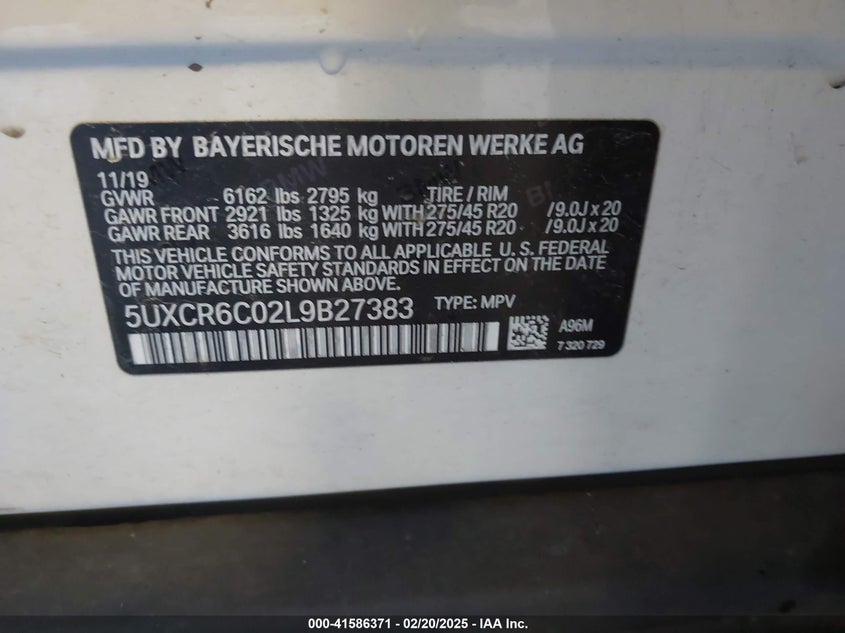 MFD BY BAYERISCHE MOTOREN WERKE AG
11/19
GVWR 6162 lbs 2795 kg TIRE / RIM
GAWR FRONT 2921 lbs 1325 kg WITH 275/45 R20 /9.0J x 20
GAWR REAR 3616 lbs 1640 kg WITH 275/45 R20 /9.0J x 20
THIS VEHICLE CONFORMS TO ALL APPLICABLE U. S. FEDERAL
MOTOR VEHICLE SAFETY STANDARDS IN EFFECT ON THE DATE
OF MANUFACTURE SHOWN ABOVE.
5UXCR6C02L9B27383 TYPE: MPV
A96M
7 320 729
000-41586371 | 02/20/2025 | IAA Inc.